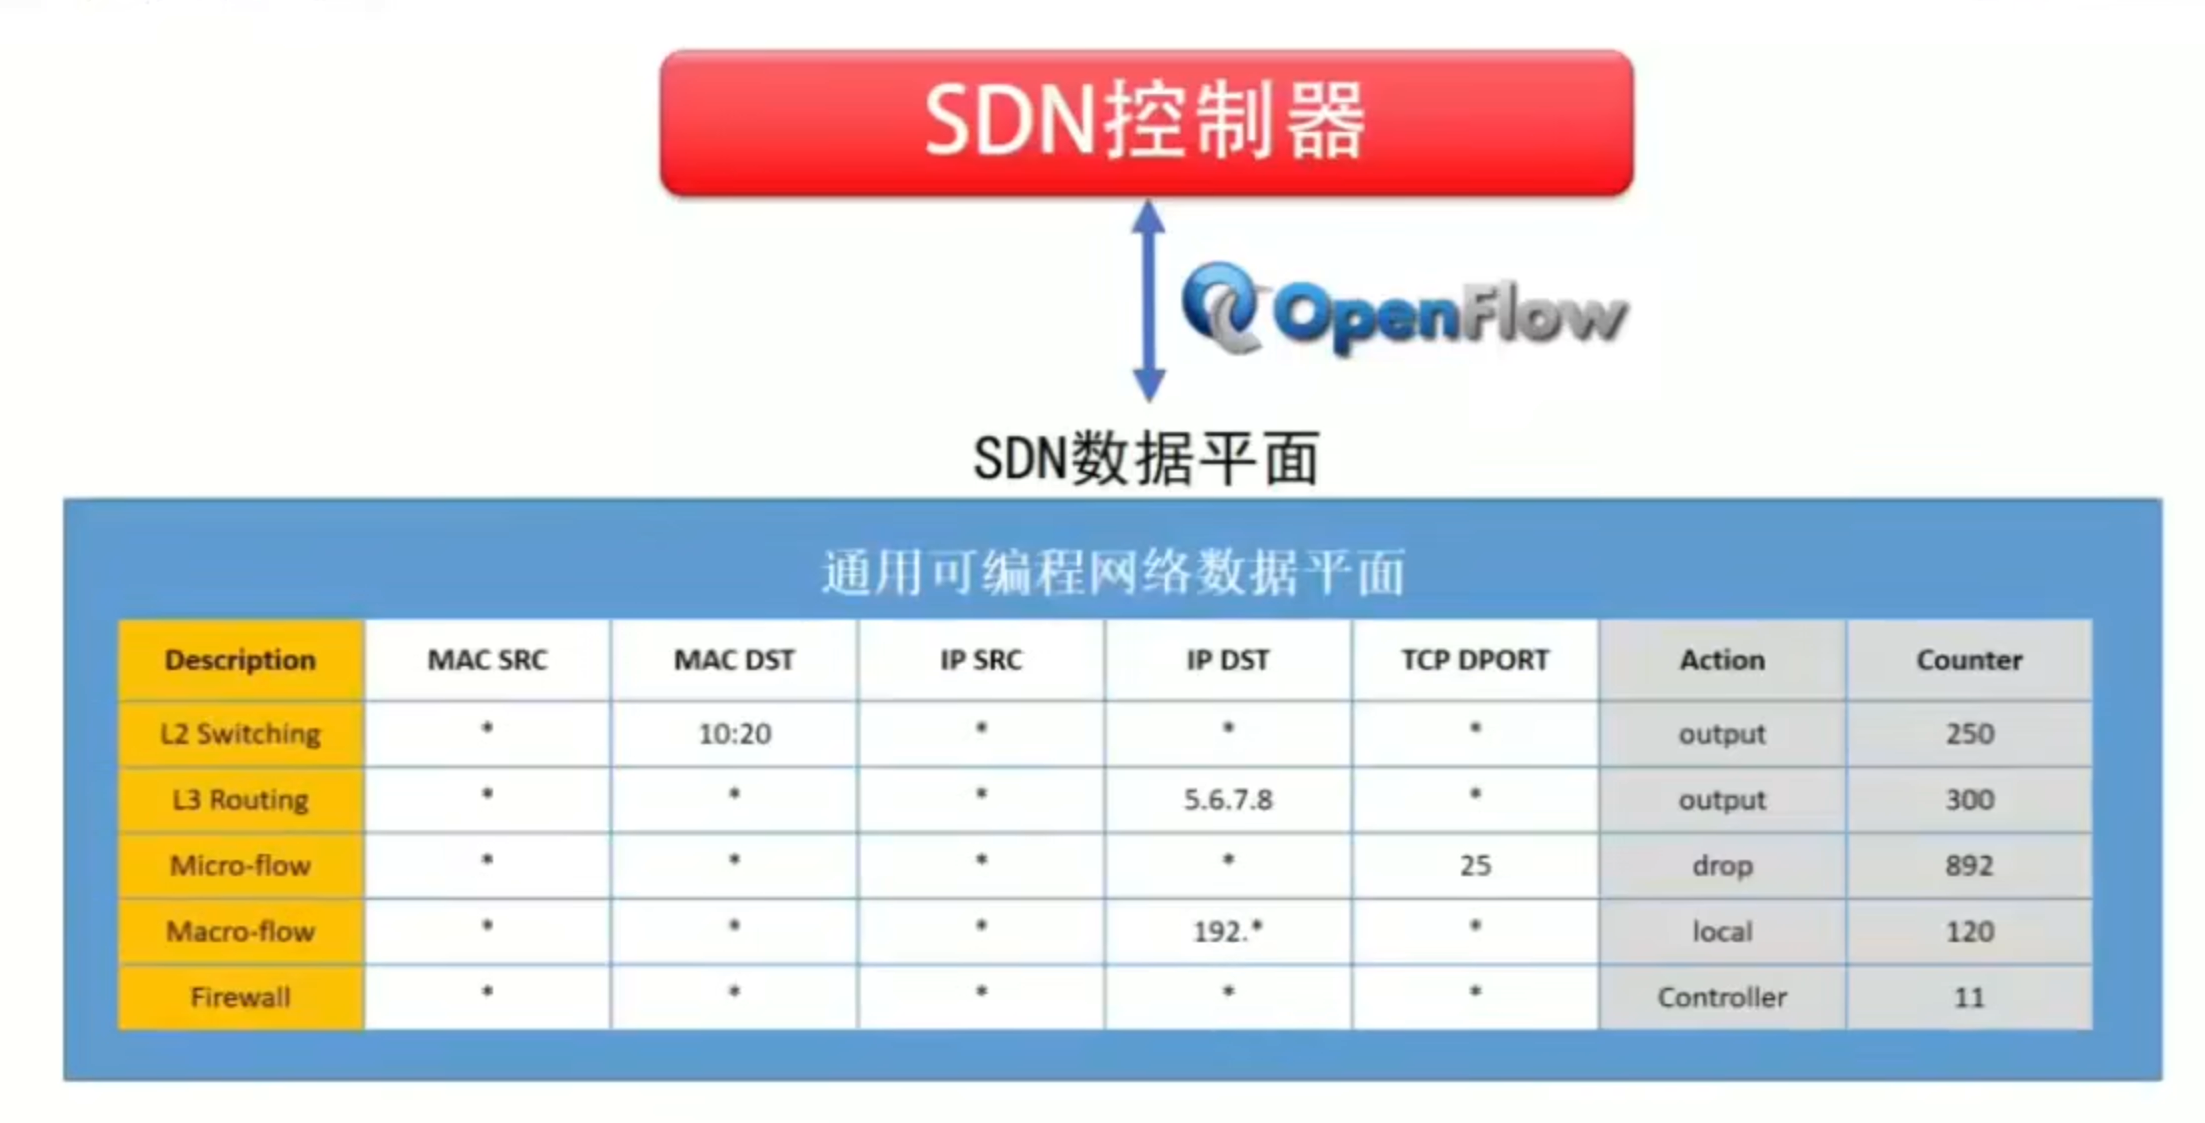 SDN控制器
OpenFlow
SDN数据平面
通用可编程网络数据平面
Description MAC SRC MAC DST IP SRC IP DST TCP DPORT Action Counter
L2 Switching * 10:20 * * * output 250
L3 Routing * * * 5.6.7.8 * output 300
Micro-flow * * * * 25 drop 892
Macro-flow * * * 192.* * local 120
Firewall * * * * * Controller 11